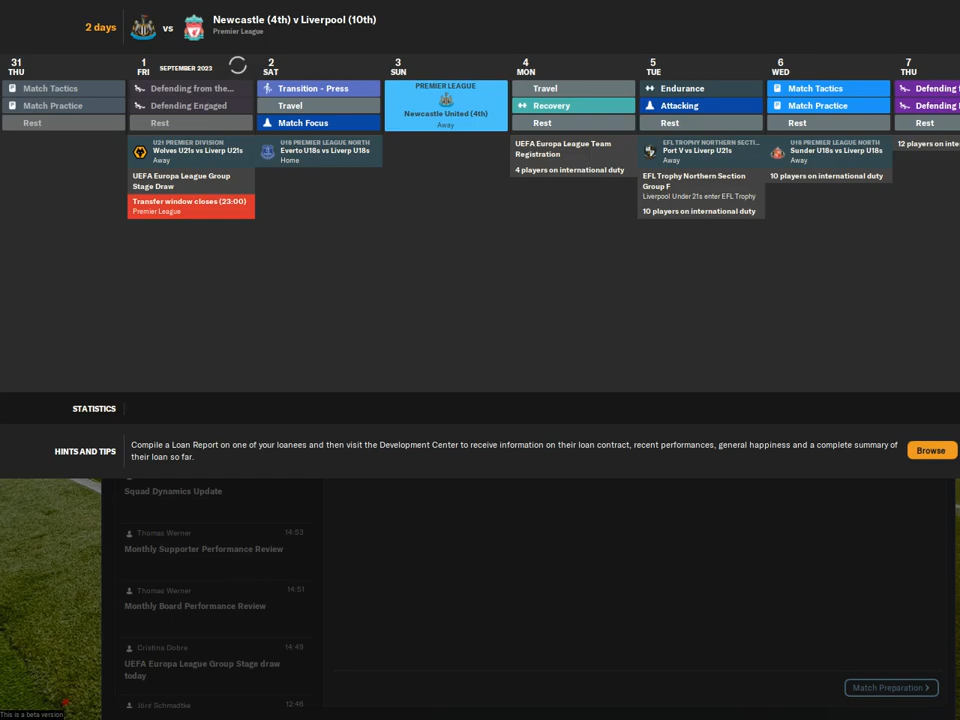 2 days
vs
Newcastle (4th) v Liverpool (10th)
Premier League
31
THU
1
FRI
SEPTEMBER 2023
2
SAT
3
SUN
4
MON
5
TUE
6
WED
7
THU
Match Tactics
Match Practice
Rest
Defending from the...
Defending Engaged
Rest
U21 PREMIER DIVISION
Wolves U21s vs Liverp U21s
Away
UEFA Europa League Group
Stage Draw
Transfer window closes (23:00)
Premier League
Transition - Press
Travel
Match Focus
U18 PREMIER LEAGUE NORTH
Everto U18s vs Liverp U18s
Home
PREMIER LEAGUE
Newcastle United (4th)
Away
Travel
Recovery
Rest
UEFA Europa League Team
Registration
4 players on international duty
Endurance
Attacking
Rest
EFL TROPHY NORTHERN SECTI...
Port V vs Liverp U21s
Away
EFL Trophy Northern Section
Group F
Liverpool Under 21s enter EFL Trophy
10 players on international duty
Match Tactics
Match Practice
Rest
U18 PREMIER LEAGUE NORTH
Sunder U18s vs Liverp U18s
Away
10 players on international duty
Defending
Defending
Rest
12 players on inte
STATISTICS
HINTS AND TIPS
Compile a Loan Report on one of your loanees and then visit the Development Center to receive information on their loan contract, recent performances, general happiness and a complete summary of
their loan so far.
Browse
Squad Dynamics Update
Thomas Werner
14:53
Monthly Supporter Performance Review
Thomas Werner
14:51
Monthly Board Performance Review
Cristina Dobre
14:49
UEFA Europa League Group Stage draw
today
Jörg Schmadtke
12:46
Match Preparation >
This is a beta version